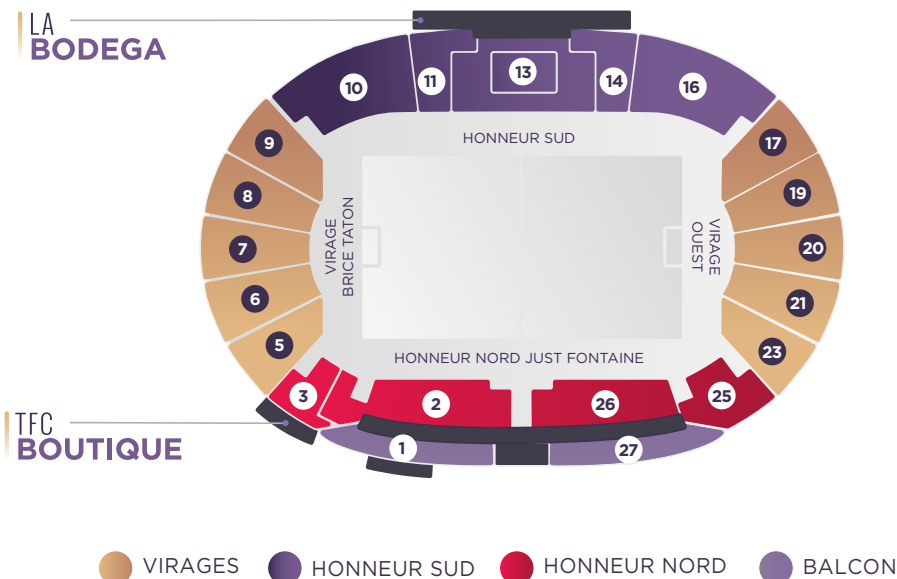 LA
BODEGA
13
11
14
10
16
HONNEUR SUD
9
17
8
19
VIRAGE
BRICE TATON
VIRAGE
OUEST
7
20
6
21
5
23
HONNEUR NORD JUST FONTAINE
3
2
26
25
TFC
BOUTIQUE
1
27
VIRAGES
HONNEUR SUD
HONNEUR NORD
BALCON